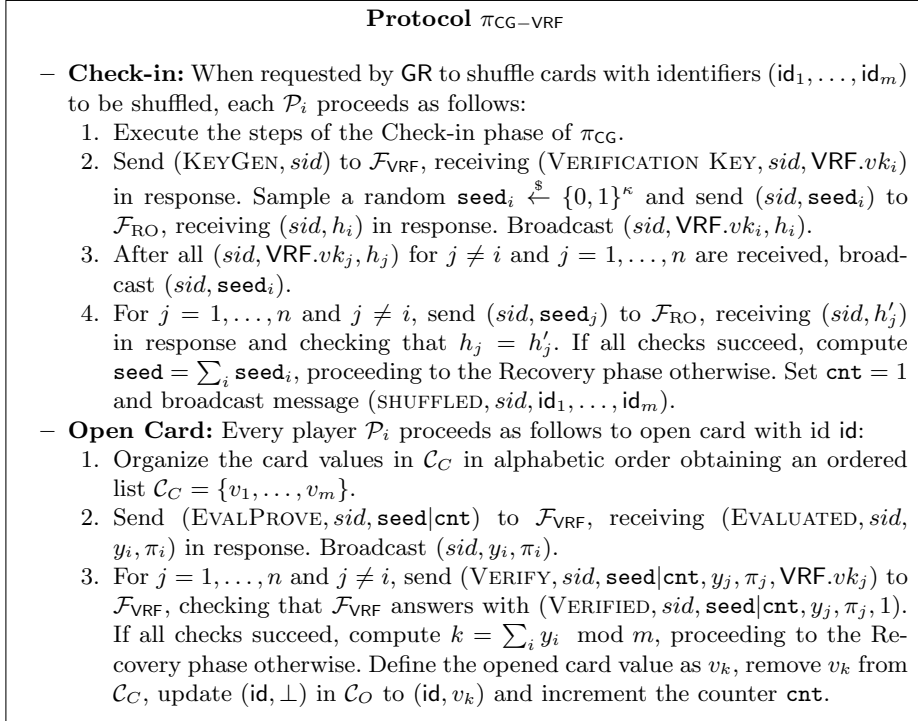 Protocol π_CG−VRF
– Check-in: When requested by GR to shuffle cards with identifiers (id_1, . . . , id_m)
to be shuffled, each 𝒫_i proceeds as follows:
1. Execute the steps of the Check-in phase of π_CG.
2. Send (KEYGEN, sid) to ℱ_VRF, receiving (VERIFICATION KEY, sid, VRF.vk_i)
in response. Sample a random seed_i ←$ {0, 1}^κ and send (sid, seed_i) to
ℱ_RO, receiving (sid, h_i) in response. Broadcast (sid, VRF.vk_i, h_i).
3. After all (sid, VRF.vk_j, h_j) for j ≠ i and j = 1, . . . , n are received, broad-
cast (sid, seed_i).
4. For j = 1, . . . , n and j ≠ i, send (sid, seed_j) to ℱ_RO, receiving (sid, h′_j)
in response and checking that h_j = h′_j. If all checks succeed, compute
seed = ∑_i seed_i, proceeding to the Recovery phase otherwise. Set cnt = 1
and broadcast message (SHUFFLED, sid, id_1, . . . , id_m).
– Open Card: Every player 𝒫_i proceeds as follows to open card with id id:
1. Organize the card values in 𝒞_C in alphabetic order obtaining an ordered
list 𝒞_C = {v_1, . . . , v_m}.
2. Send (EVALPROVE, sid, seed|cnt) to ℱ_VRF, receiving (EVALUATED, sid,
y_i, π_i) in response. Broadcast (sid, y_i, π_i).
3. For j = 1, . . . , n and j ≠ i, send (VERIFY, sid, seed|cnt, y_j, π_j, VRF.vk_j) to
ℱ_VRF, checking that ℱ_VRF answers with (VERIFIED, sid, seed|cnt, y_j, π_j, 1).
If all checks succeed, compute k = ∑_i y_i mod m, proceeding to the Re-
covery phase otherwise. Define the opened card value as v_k, remove v_k from
𝒞_C, update (id, ⊥) in 𝒞_O to (id, v_k) and increment the counter cnt.